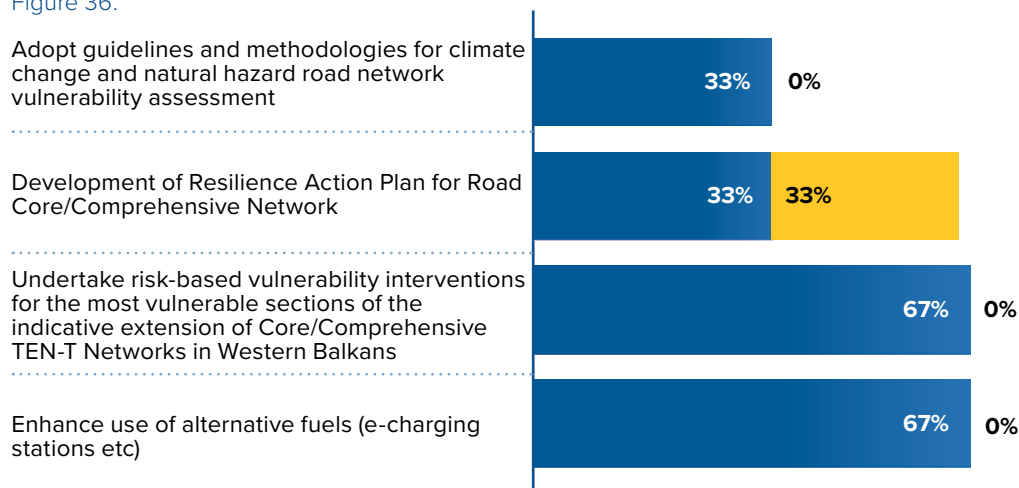 Figure 36.
Adopt guidelines and methodologies for climate
change and natural hazard road network
vulnerability assessment
33% 0%
Development of Resilience Action Plan for Road
Core/Comprehensive Network
33% 33%
Undertake risk-based vulnerability interventions
for the most vulnerable sections of the
indicative extension of Core/Comprehensive
TEN-T Networks in Western Balkans
67% 0%
Enhance use of alternative fuels (e-charging
stations etc)
67% 0%